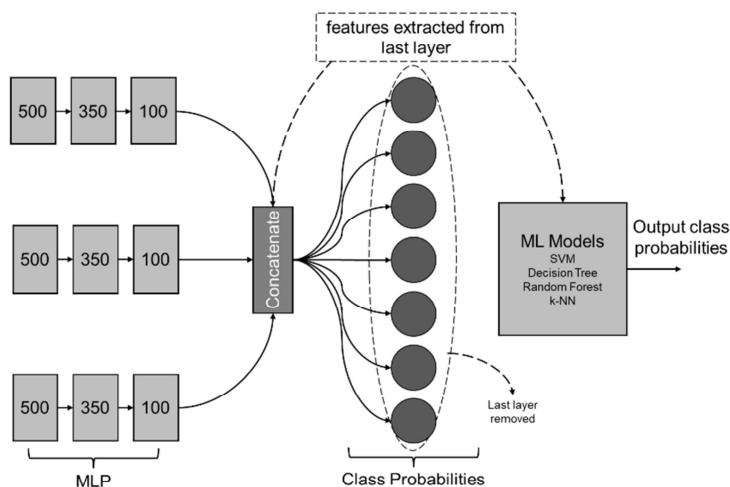 features extracted from
last layer
500
350
100
500
350
100
500
350
100
MLP
Concatenate
Class Probabilities
Last layer
removed
ML Models
SVM
Decision Tree
Random Forest
k-NN
Output class
probabilities